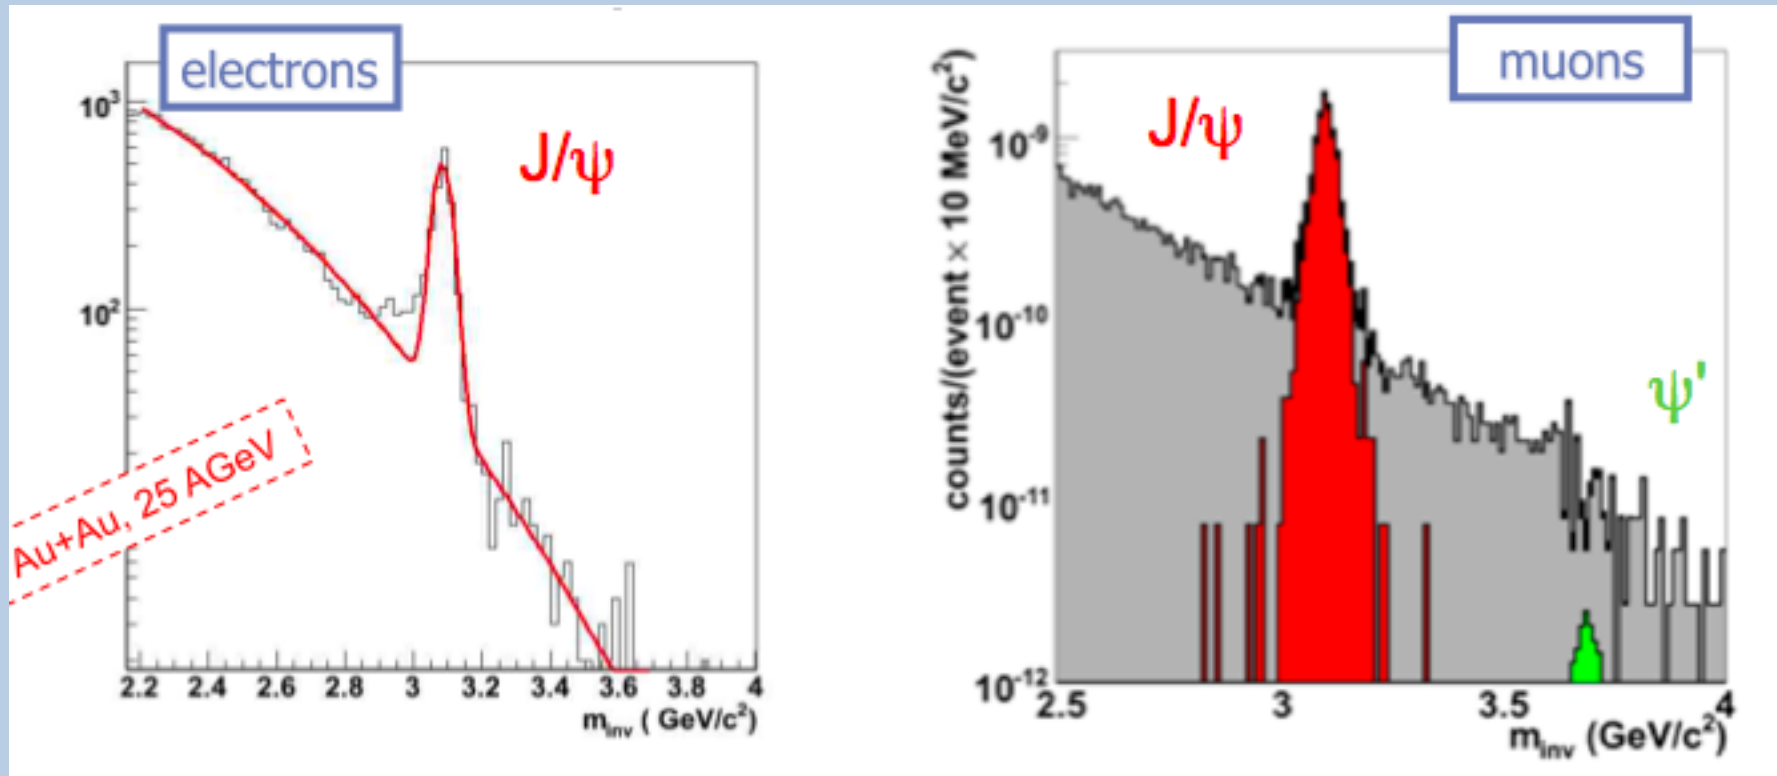 electrons
J/ψ
10³
10²
Au+Au, 25 AGeV
2.2 2.4 2.6 2.8 3 3.2 3.4 3.6 3.8 4
m_inv ( GeV/c²)
muons
J/ψ
ψ'
counts/(event × 10 MeV/c²)
10⁻⁹
10⁻¹⁰
10⁻¹¹
10⁻¹²
2.5 3 3.5 4
m_inv (GeV/c²)